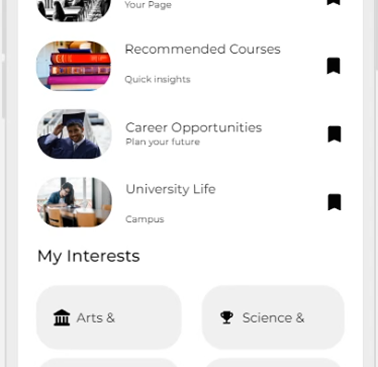 Your Page
Recommended Courses
Quick insights
Career Opportunities
Plan your future
University Life
Campus
My Interests
Arts &
Science &